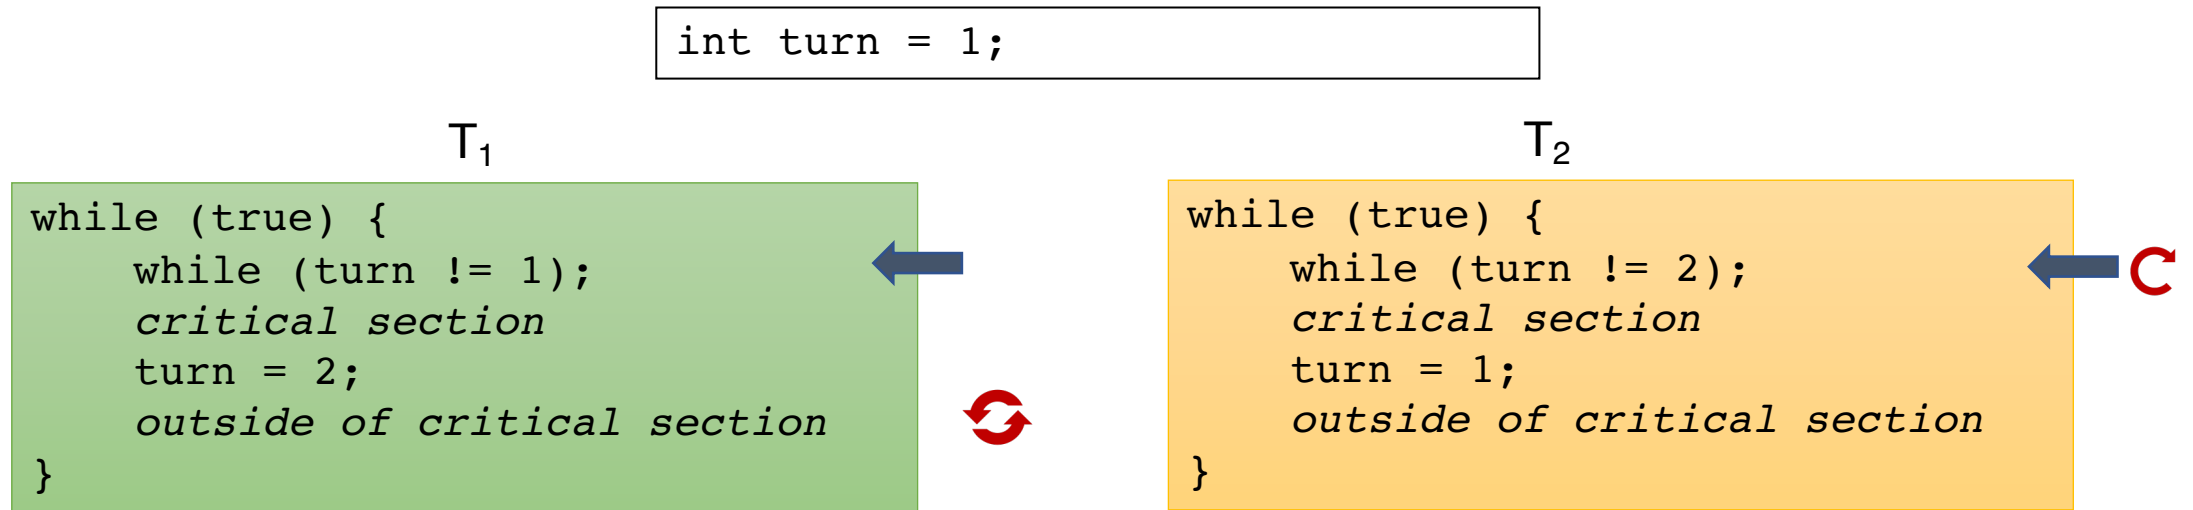 int turn = 1;
T₁
while (true) {
    while (turn != 1);
    critical section
    turn = 2;
    outside of critical section
}
T₂
while (true) {
    while (turn != 2);
    critical section
    turn = 1;
    outside of critical section
}